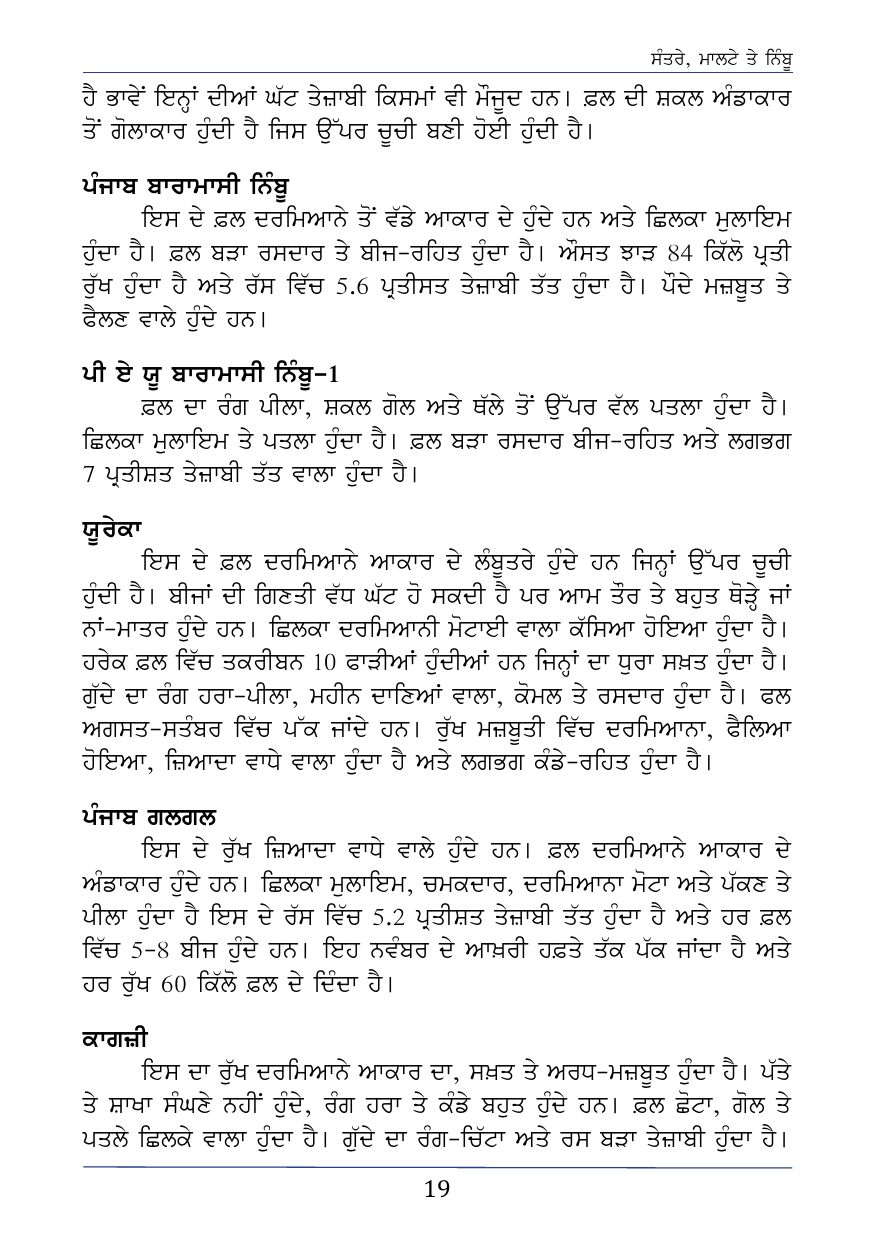 ਸੰਤਰੇ, ਮਾਲਟੇ ਤੇ ਨਿੰਬੂ
ਹੈ ਭਾਵੇਂ ਇਨ੍ਹਾਂ ਦੀਆਂ ਘੱਟ ਤੇਜ਼ਾਬੀ ਕਿਸਮਾਂ ਵੀ ਮੌਜੂਦ ਹਨ। ਫ਼ਲ ਦੀ ਸ਼ਕਲ ਅੰਡਾਕਾਰ
ਤੋਂ ਗੋਲਾਕਾਰ ਹੁੰਦੀ ਹੈ ਜਿਸ ਉੱਪਰ ਚੂਚੀ ਬਣੀ ਹੋਈ ਹੁੰਦੀ ਹੈ।
ਪੰਜਾਬ ਬਾਰਾਮਾਸੀ ਨਿੰਬੂ
ਇਸ ਦੇ ਫ਼ਲ ਦਰਮਿਆਨੇ ਤੋਂ ਵੱਡੇ ਆਕਾਰ ਦੇ ਹੁੰਦੇ ਹਨ ਅਤੇ ਛਿਲਕਾ ਮੁਲਾਇਮ
ਹੁੰਦਾ ਹੈ। ਫ਼ਲ ਬੜਾ ਰਸਦਾਰ ਤੇ ਬੀਜ-ਰਹਿਤ ਹੁੰਦਾ ਹੈ। ਔਸਤ ਝਾੜ 84 ਕਿੱਲੋ ਪ੍ਰਤੀ
ਰੁੱਖ ਹੁੰਦਾ ਹੈ ਅਤੇ ਰੱਸ ਵਿੱਚ 5.6 ਪ੍ਰਤੀਸਤ ਤੇਜ਼ਾਬੀ ਤੱਤ ਹੁੰਦਾ ਹੈ। ਪੌਦੇ ਮਜ਼ਬੂਤ ਤੇ
ਫੈਲਣ ਵਾਲੇ ਹੁੰਦੇ ਹਨ।
ਪੀ ਏ ਯੂ ਬਾਰਾਮਾਸੀ ਨਿੰਬੂ-1
ਫ਼ਲ ਦਾ ਰੰਗ ਪੀਲਾ, ਸ਼ਕਲ ਗੋਲ ਅਤੇ ਥੱਲੇ ਤੋਂ ਉੱਪਰ ਵੱਲ ਪਤਲਾ ਹੁੰਦਾ ਹੈ।
ਛਿਲਕਾ ਮੁਲਾਇਮ ਤੇ ਪਤਲਾ ਹੁੰਦਾ ਹੈ। ਫ਼ਲ ਬੜਾ ਰਸਦਾਰ ਬੀਜ-ਰਹਿਤ ਅਤੇ ਲਗਭਗ
7 ਪ੍ਰਤੀਸ਼ਤ ਤੇਜ਼ਾਬੀ ਤੱਤ ਵਾਲਾ ਹੁੰਦਾ ਹੈ।
ਯੂਰੇਕਾ
ਇਸ ਦੇ ਫ਼ਲ ਦਰਮਿਆਨੇ ਆਕਾਰ ਦੇ ਲੰਬੂਤਰੇ ਹੁੰਦੇ ਹਨ ਜਿਨ੍ਹਾਂ ਉੱਪਰ ਚੂਚੀ
ਹੁੰਦੀ ਹੈ। ਬੀਜਾਂ ਦੀ ਗਿਣਤੀ ਵੱਧ ਘੱਟ ਹੋ ਸਕਦੀ ਹੈ ਪਰ ਆਮ ਤੌਰ ਤੇ ਬਹੁਤ ਥੋੜ੍ਹੇ ਜਾਂ
ਨਾਂ-ਮਾਤਰ ਹੁੰਦੇ ਹਨ। ਛਿਲਕਾ ਦਰਮਿਆਨੀ ਮੋਟਾਈ ਵਾਲਾ ਕੱਸਿਆ ਹੋਇਆ ਹੁੰਦਾ ਹੈ।
ਹਰੇਕ ਫ਼ਲ ਵਿੱਚ ਤਕਰੀਬਨ 10 ਫਾੜੀਆਂ ਹੁੰਦੀਆਂ ਹਨ ਜਿਨ੍ਹਾਂ ਦਾ ਧੁਰਾ ਸਖ਼ਤ ਹੁੰਦਾ ਹੈ।
ਗੁੱਦੇ ਦਾ ਰੰਗ ਹਰਾ-ਪੀਲਾ, ਮਹੀਨ ਦਾਣਿਆਂ ਵਾਲਾ, ਕੋਮਲ ਤੇ ਰਸਦਾਰ ਹੁੰਦਾ ਹੈ। ਫਲ
ਅਗਸਤ-ਸਤੰਬਰ ਵਿੱਚ ਪੱਕ ਜਾਂਦੇ ਹਨ। ਰੁੱਖ ਮਜ਼ਬੂਤੀ ਵਿੱਚ ਦਰਮਿਆਨਾ, ਫੈਲਿਆ
ਹੋਇਆ, ਜ਼ਿਆਦਾ ਵਾਧੇ ਵਾਲਾ ਹੁੰਦਾ ਹੈ ਅਤੇ ਲਗਭਗ ਕੰਡੇ-ਰਹਿਤ ਹੁੰਦਾ ਹੈ।
ਪੰਜਾਬ ਗਲਗਲ
ਇਸ ਦੇ ਰੁੱਖ ਜ਼ਿਆਦਾ ਵਾਧੇ ਵਾਲੇ ਹੁੰਦੇ ਹਨ। ਫ਼ਲ ਦਰਮਿਆਨੇ ਆਕਾਰ ਦੇ
ਅੰਡਾਕਾਰ ਹੁੰਦੇ ਹਨ। ਛਿਲਕਾ ਮੁਲਾਇਮ, ਚਮਕਦਾਰ, ਦਰਮਿਆਨਾ ਮੋਟਾ ਅਤੇ ਪੱਕਣ ਤੇ
ਪੀਲਾ ਹੁੰਦਾ ਹੈ ਇਸ ਦੇ ਰੱਸ ਵਿੱਚ 5.2 ਪ੍ਰਤੀਸ਼ਤ ਤੇਜ਼ਾਬੀ ਤੱਤ ਹੁੰਦਾ ਹੈ ਅਤੇ ਹਰ ਫ਼ਲ
ਵਿੱਚ 5-8 ਬੀਜ ਹੁੰਦੇ ਹਨ। ਇਹ ਨਵੰਬਰ ਦੇ ਆਖ਼ਰੀ ਹਫ਼ਤੇ ਤੱਕ ਪੱਕ ਜਾਂਦਾ ਹੈ ਅਤੇ
ਹਰ ਰੁੱਖ 60 ਕਿੱਲੋ ਫ਼ਲ ਦੇ ਦਿੰਦਾ ਹੈ।
ਕਾਗਜ਼ੀ
ਇਸ ਦਾ ਰੁੱਖ ਦਰਮਿਆਨੇ ਆਕਾਰ ਦਾ, ਸਖ਼ਤ ਤੇ ਅਰਧ-ਮਜ਼ਬੂਤ ਹੁੰਦਾ ਹੈ। ਪੱਤੇ
ਤੇ ਸ਼ਾਖਾ ਸੰਘਣੇ ਨਹੀਂ ਹੁੰਦੇ, ਰੰਗ ਹਰਾ ਤੇ ਕੰਡੇ ਬਹੁਤ ਹੁੰਦੇ ਹਨ। ਫ਼ਲ ਛੋਟਾ, ਗੋਲ ਤੇ
ਪਤਲੇ ਛਿਲਕੇ ਵਾਲਾ ਹੁੰਦਾ ਹੈ। ਗੁੱਦੇ ਦਾ ਰੰਗ-ਚਿੱਟਾ ਅਤੇ ਰਸ ਬੜਾ ਤੇਜ਼ਾਬੀ ਹੁੰਦਾ ਹੈ।
19